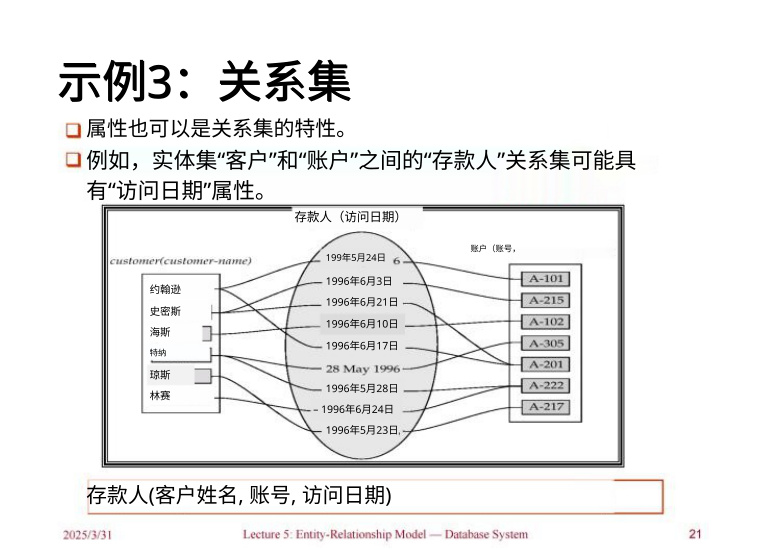 示例3：关系集
属性也可以是关系集的特性。
例如，实体集“客户”和“账户”之间的“存款人”关系集可能具
有“访问日期”属性。
存款人（访问日期）
customer(customer-name)
账户（账号，
199年5月24日 6
1996年6月3日
1996年6月21日
1996年6月10日
1996年6月17日
28 May 1996
1996年5月28日
1996年6月24日
1996年5月23日,
约翰逊
史密斯
海斯
特纳
琼斯
林赛
A-101
A-215
A-102
A-305
A-201
A-222
A-217
存款人(客户姓名, 账号, 访问日期)
2025/3/31
Lecture 5: Entity-Relationship Model — Database System
21